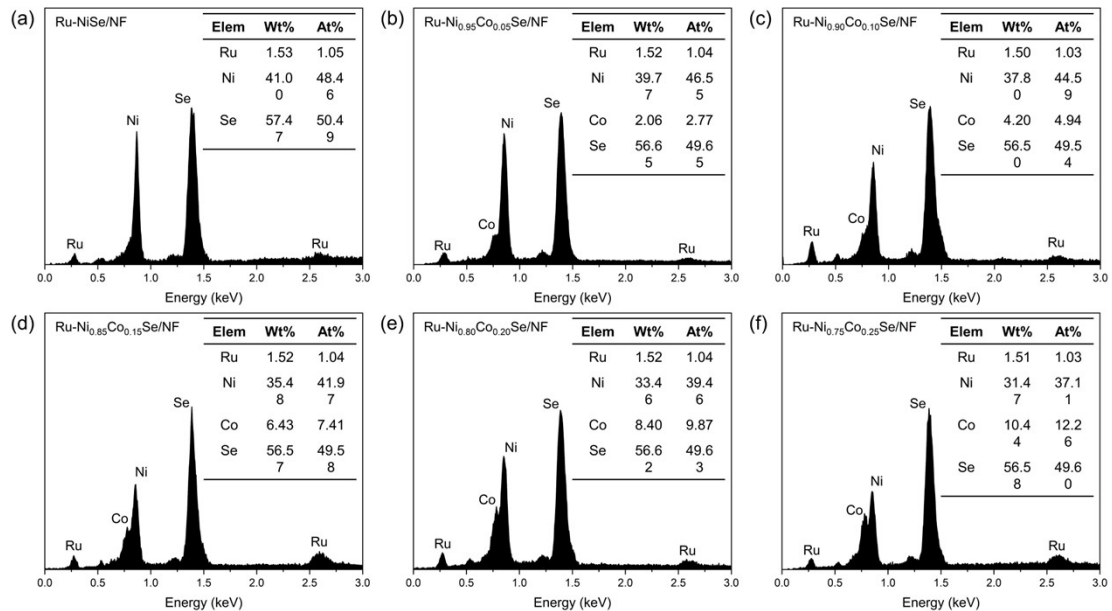 (a)
Ru-NiSe/NF
Elem Wt% At%
Ru 1.53 1.05
Ni 41.0 48.4
0 6
Se 57.4 50.4
7 9
Ni
Se
Ru
Ru
0.0 0.5 1.0 1.5 2.0 2.5 3.0
Energy (keV)
(b)
Ru-Ni0.95Co0.05Se/NF
Elem Wt% At%
Ru 1.52 1.04
Ni 39.7 46.5
7 5
Co 2.06 2.77
Se 56.6 49.6
5 5
Se
Ni
Co
Ru
Ru
0.0 0.5 1.0 1.5 2.0 2.5 3.0
Energy (keV)
(c)
Ru-Ni0.90Co0.10Se/NF
Elem Wt% At%
Ru 1.50 1.03
Ni 37.8 44.5
0 9
Co 4.20 4.94
Se 56.5 49.5
0 4
Se
Ni
Co
Ru
Ru
0.0 0.5 1.0 1.5 2.0 2.5 3.0
Energy (keV)
(d)
Ru-Ni0.85Co0.15Se/NF
Elem Wt% At%
Ru 1.52 1.04
Ni 35.4 41.9
8 7
Co 6.43 7.41
Se 56.5 49.5
7 8
Se
Ni
Co
Ru
Ru
0.0 0.5 1.0 1.5 2.0 2.5 3.0
Energy (keV)
(e)
Ru-Ni0.80Co0.20Se/NF
Elem Wt% At%
Ru 1.52 1.04
Ni 33.4 39.4
6 6
Co 8.40 9.87
Se 56.6 49.6
2 3
Se
Ni
Co
Ru
Ru
0.0 0.5 1.0 1.5 2.0 2.5 3.0
Energy (keV)
(f)
Ru-Ni0.75Co0.25Se/NF
Elem Wt% At%
Ru 1.51 1.03
Ni 31.4 37.1
7 1
Co 10.4 12.2
4 6
Se 56.5 49.6
8 0
Se
Ni
Co
Ru
Ru
0.0 0.5 1.0 1.5 2.0 2.5 3.0
Energy (keV)